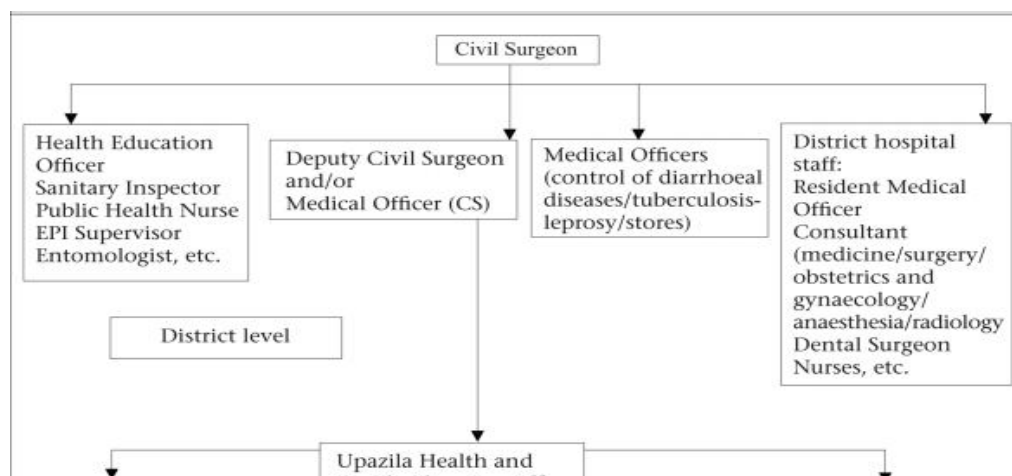 Civil Surgeon
Health Education
Officer
Sanitary Inspector
Public Health Nurse
EPI Supervisor
Entomologist, etc.
Deputy Civil Surgeon
and/or
Medical Officer (CS)
Medical Officers
(control of diarrhoeal
diseases/tuberculosis-
leprosy/stores)
District hospital
staff:
Resident Medical
Officer
Consultant
(medicine/surgery/
obstetrics and
gynaecology/
anaesthesia/radiology
Dental Surgeon
Nurses, etc.
District level
Upazila Health and